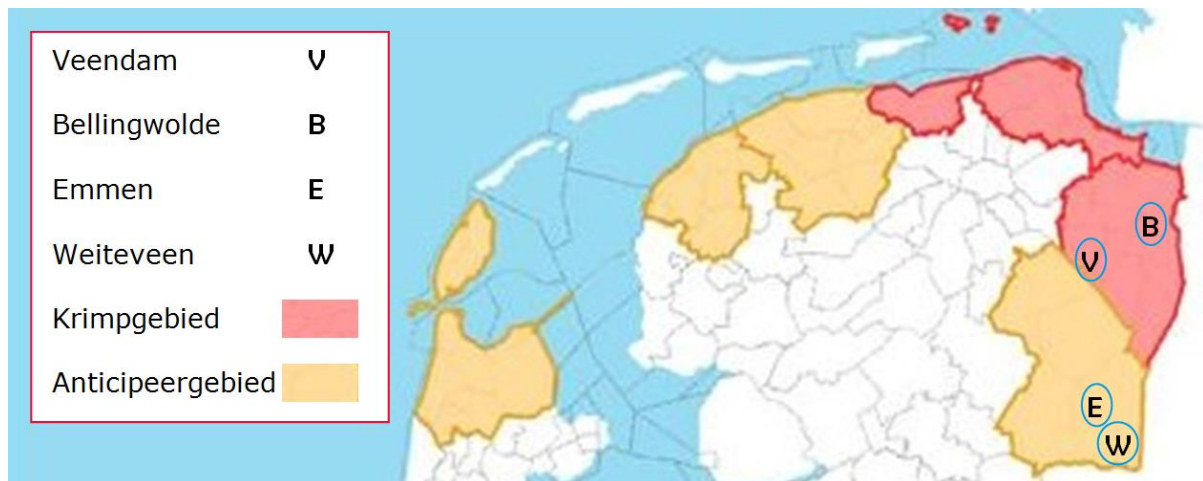 Veendam V
Bellingwolde B
Emmen E
Weiteveen W
Krimpgebied
Anticipeergebied
B
V
E
W